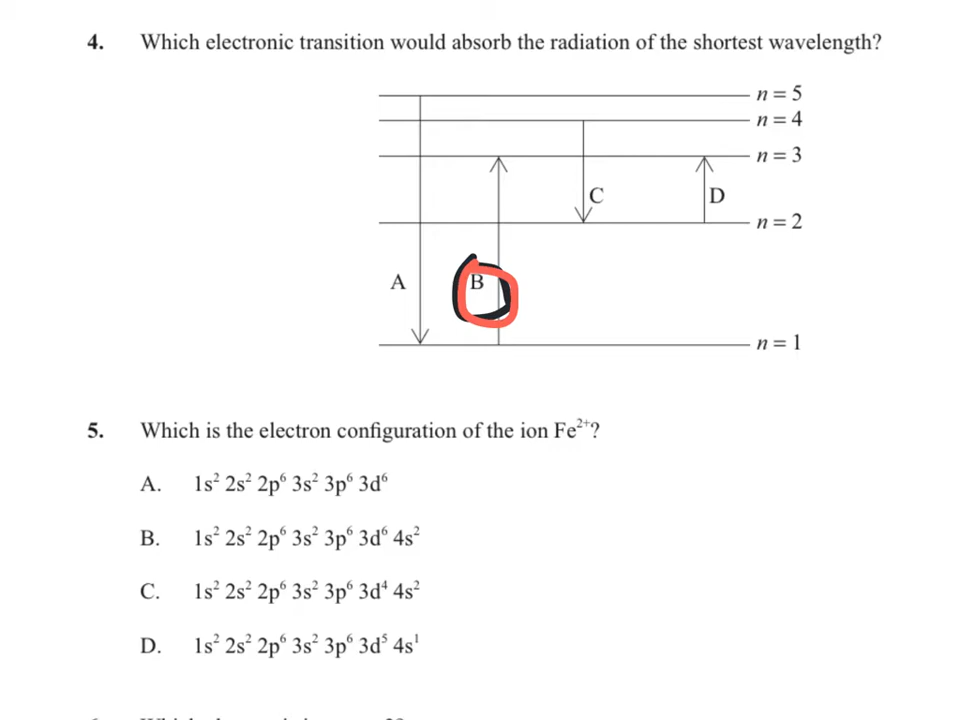 4. Which electronic transition would absorb the radiation of the shortest wavelength?
n = 5
n = 4
n = 3
C D
n = 2
A B
n = 1
5. Which is the electron configuration of the ion Fe²⁺?
A. 1s² 2s² 2p⁶ 3s² 3p⁶ 3d⁶
B. 1s² 2s² 2p⁶ 3s² 3p⁶ 3d⁶ 4s²
C. 1s² 2s² 2p⁶ 3s² 3p⁶ 3d⁴ 4s²
D. 1s² 2s² 2p⁶ 3s² 3p⁶ 3d⁵ 4s¹